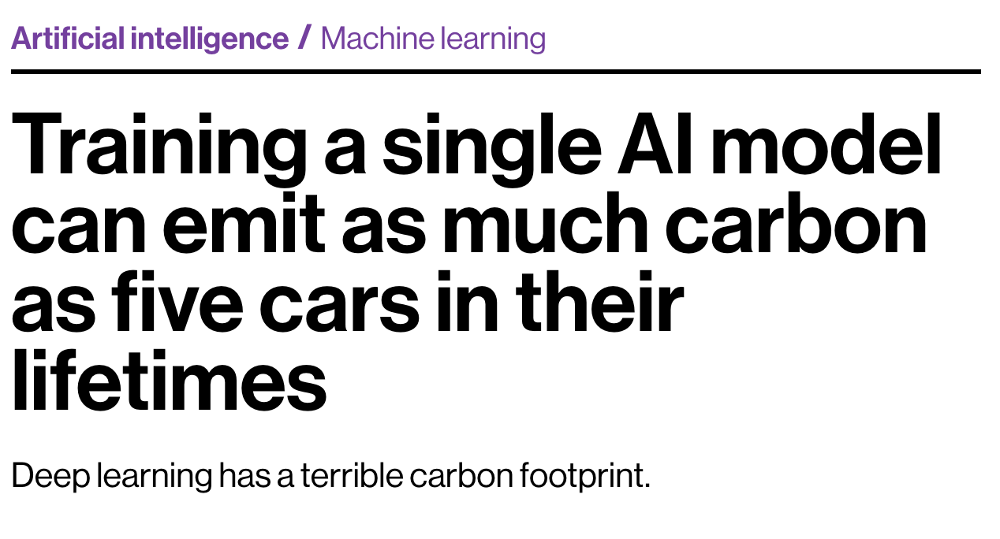 Artificial intelligence / Machine learning
Training a single AI model
can emit as much carbon
as five cars in their
lifetimes
Deep learning has a terrible carbon footprint.